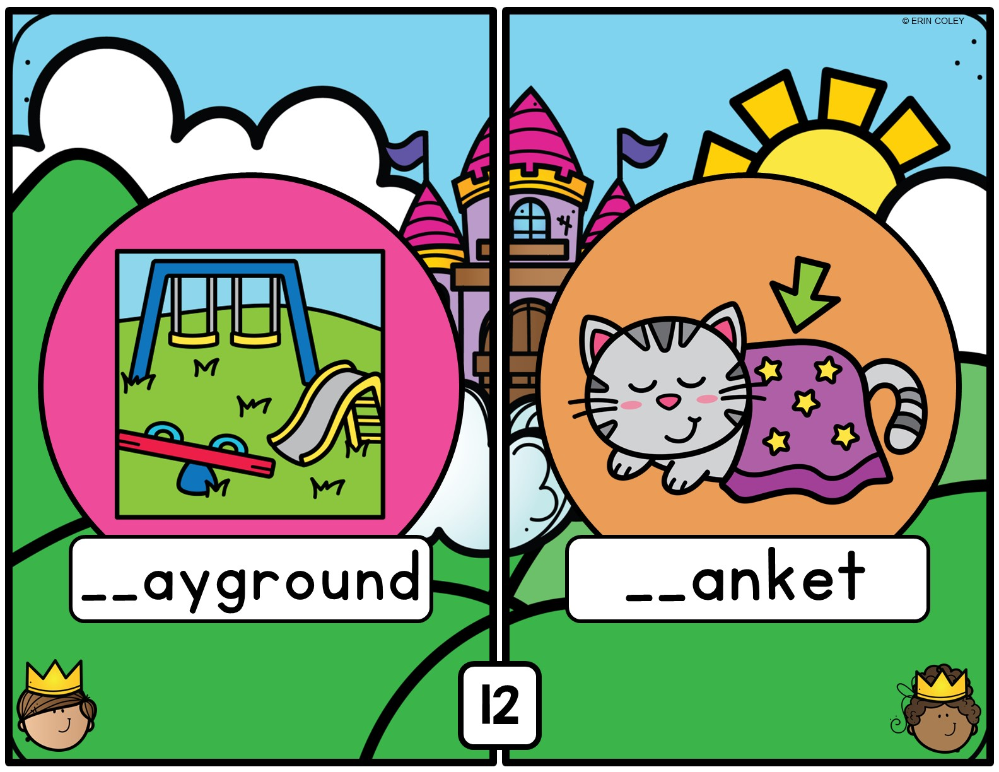 © ERIN COLEY
__ayground
__anket
12